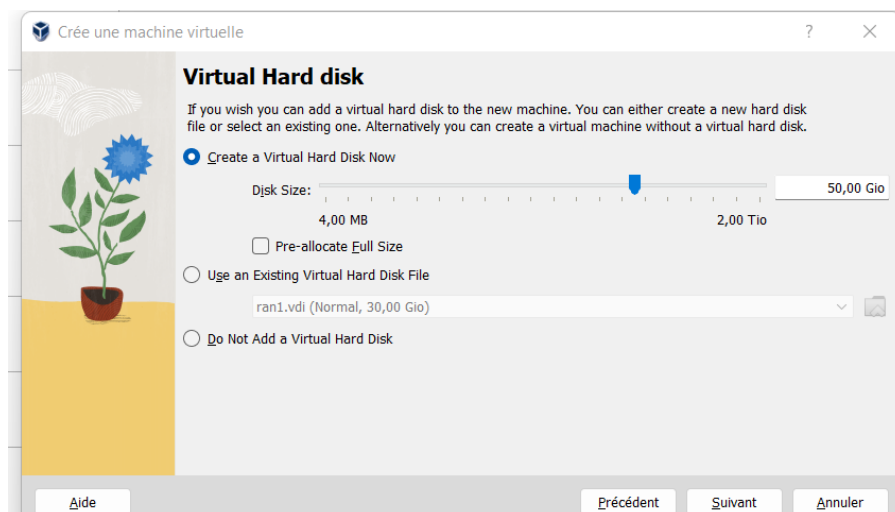 Crée une machine virtuelle
?
Virtual Hard disk
If you wish you can add a virtual hard disk to the new machine. You can either create a new hard disk
file or select an existing one. Alternatively you can create a virtual machine without a virtual hard disk.
Create a Virtual Hard Disk Now
Disk Size: 50,00 Gio
4,00 MB 2,00 Tio
Pre-allocate Full Size
Use an Existing Virtual Hard Disk File
ran1.vdi (Normal, 30,00 Gio)
Do Not Add a Virtual Hard Disk
Aide Précédent Suivant Annuler